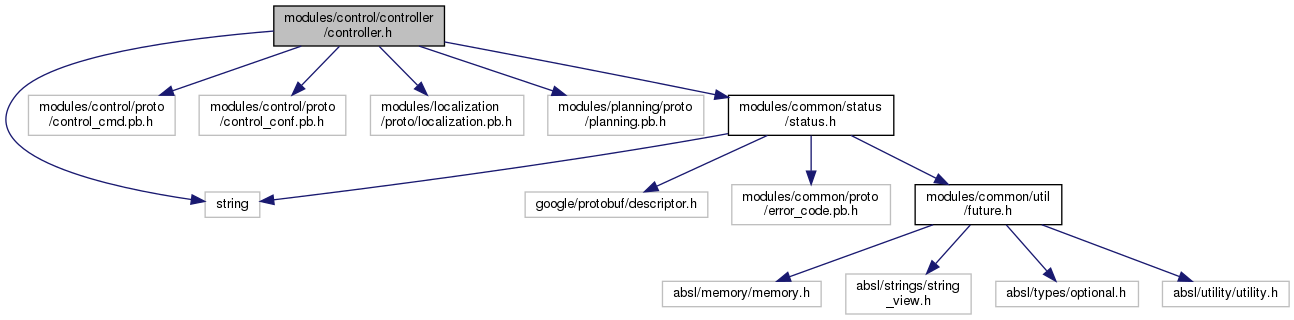 modules/control/controller
/controller.h
modules/control/proto
/control_cmd.pb.h
modules/control/proto
/control_conf.pb.h
modules/localization
/proto/localization.pb.h
modules/planning/proto
/planning.pb.h
modules/common/status
/status.h
string
google/protobuf/descriptor.h
modules/common/proto
/error_code.pb.h
modules/common/util
/future.h
absl/memory/memory.h
absl/strings/string
_view.h
absl/types/optional.h
absl/utility/utility.h